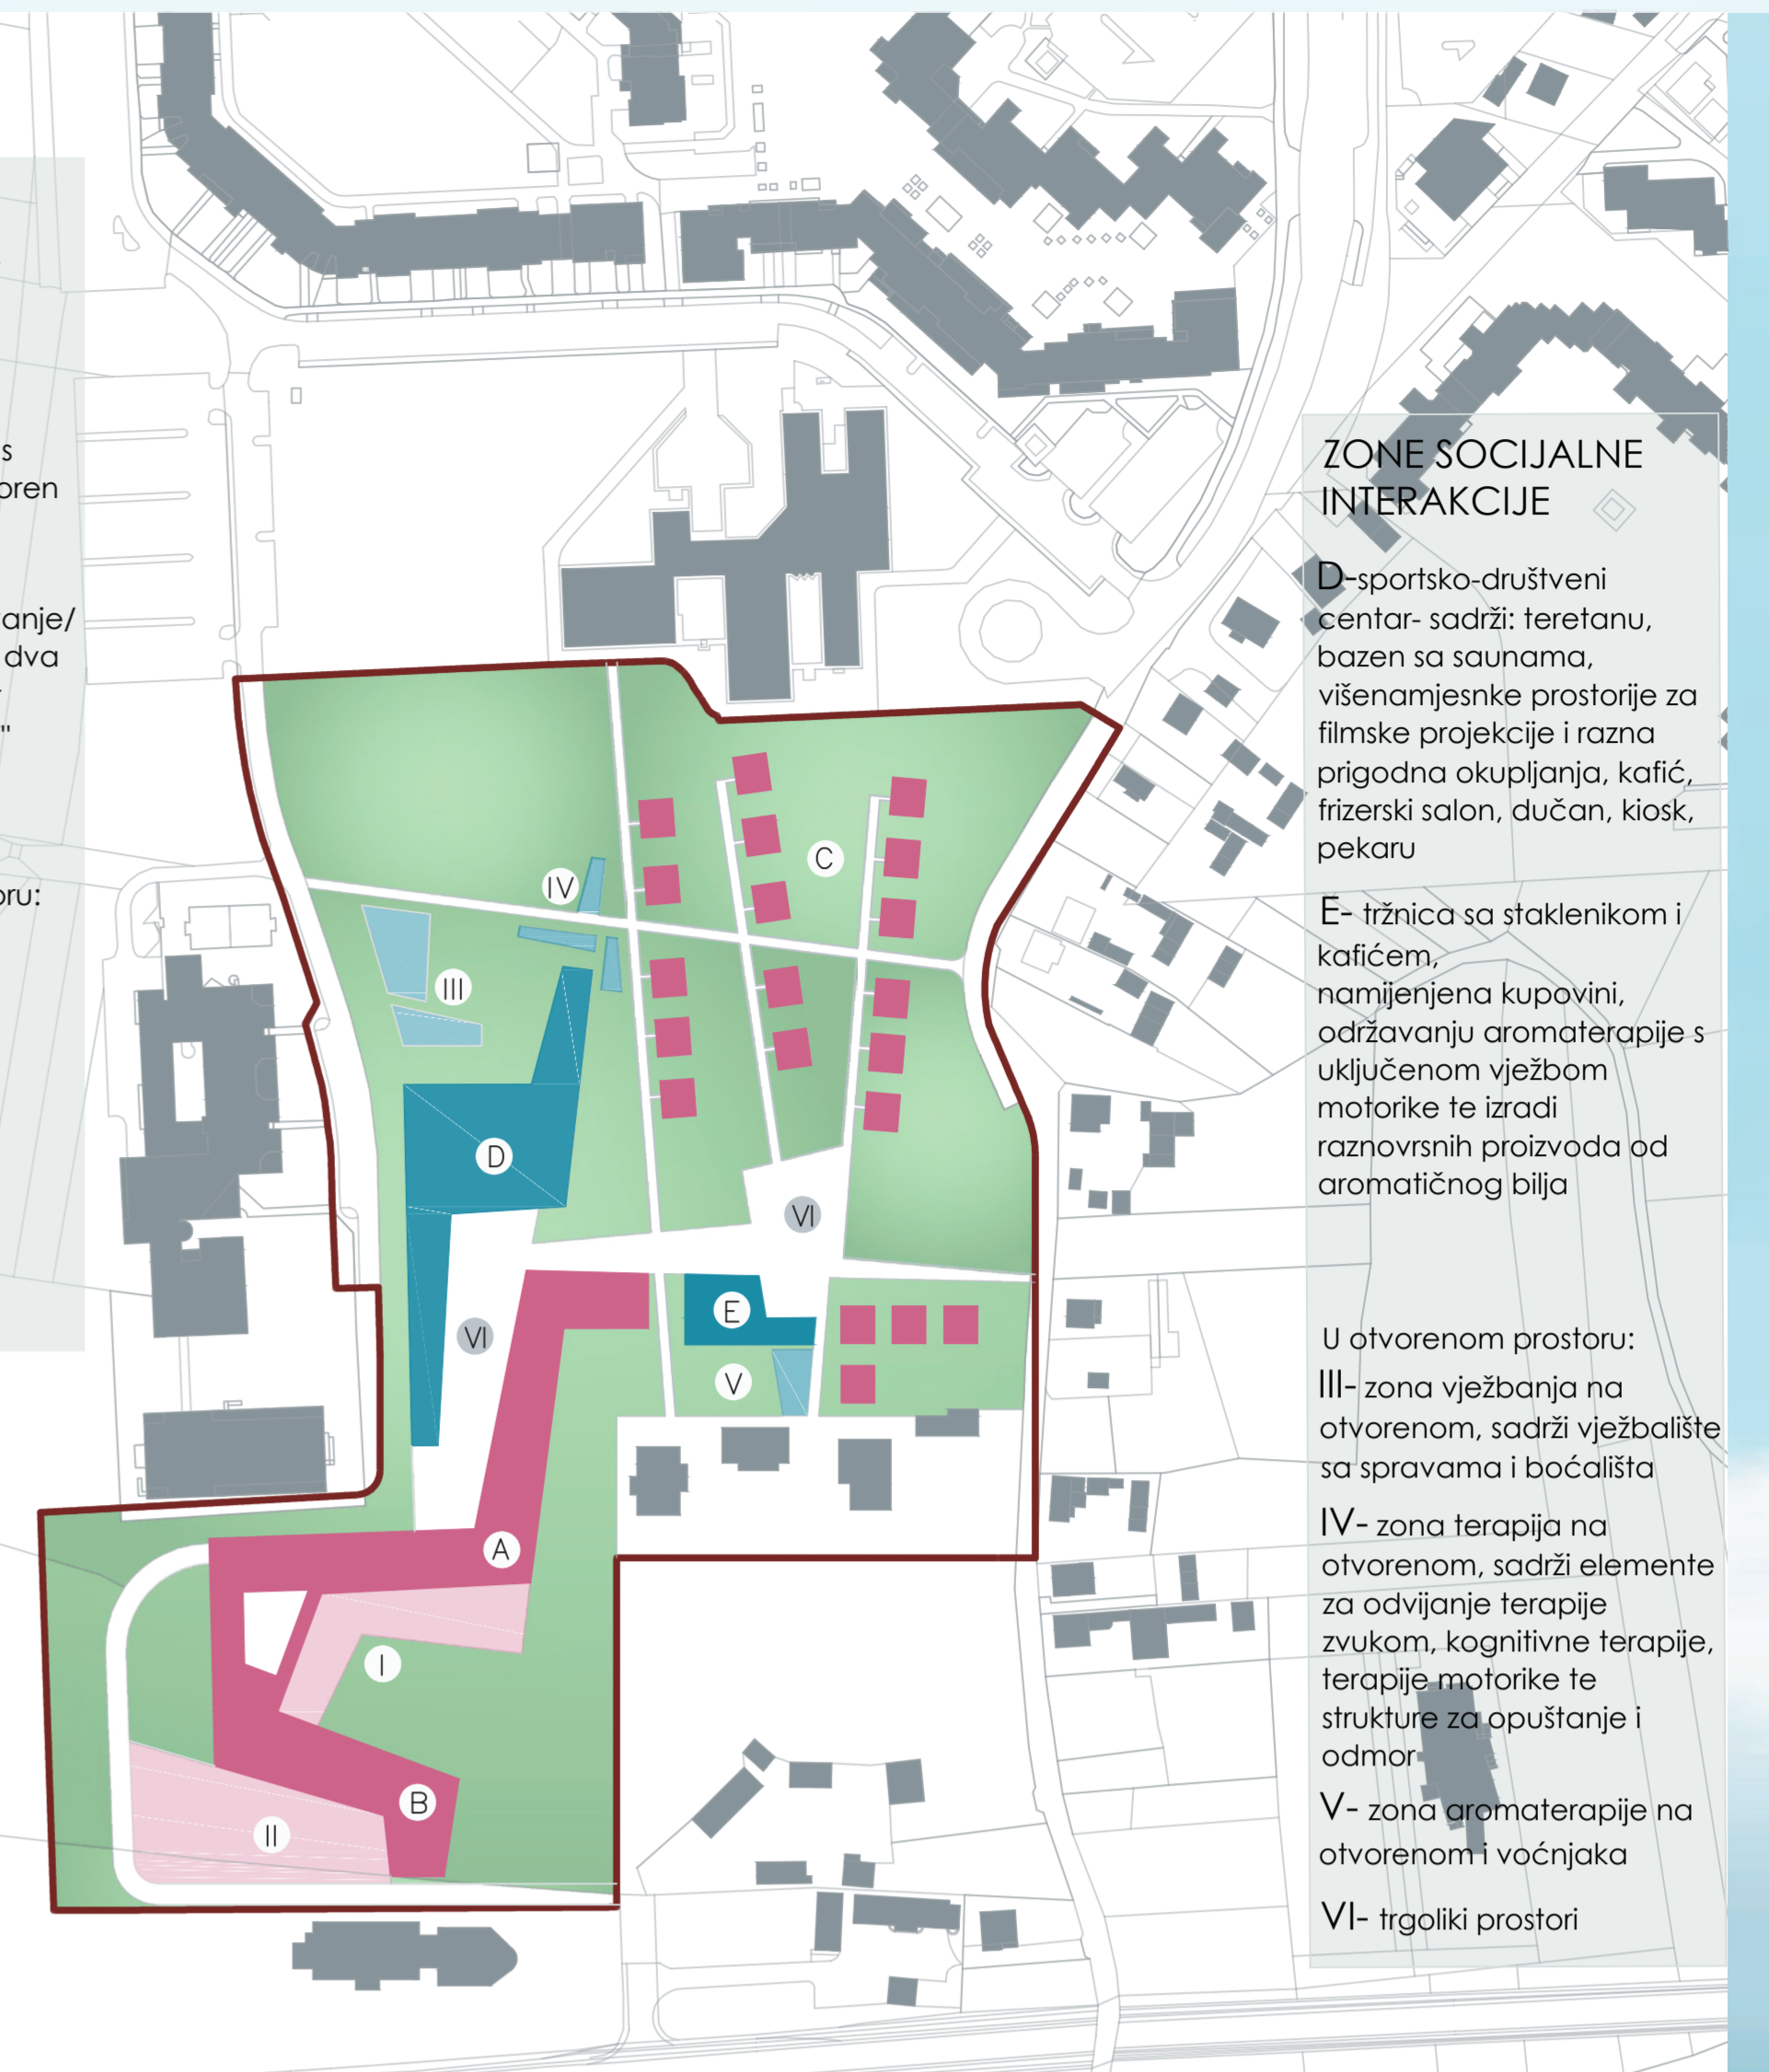 s
oren
anje/
dva
"
oru:
IV
C
III
D
VI
VI
E
V
A
I
B
II
ZONE SOCIJALNE
INTERAKCIJE
D-sportsko-društveni
centar- sadrži: teretanu,
bazen sa saunama,
višenamjesnke prostorije za
filmske projekcije i razna
prigodna okupljanja, kafić,
frizerski salon, dučan, kiosk,
pekaru
E- tržnica sa staklenikom i
kafićem,
namijenjena kupovini,
održavanju aromaterapije s
uključenom vježbom
motorike te izradi
raznovrsnih proizvoda od
aromatičnog bilja
U otvorenom prostoru:
III- zona vježbanja na
otvorenom, sadrži vježbalište
sa spravama i boćališta
IV- zona terapija na
otvorenom, sadrži elemente
za odvijanje terapije
zvukom, kognitivne terapije,
terapije motorike te
strukture za opuštanje i
odmor
V- zona aromaterapije na
otvorenom i voćnjaka
VI- trgoliki prostori